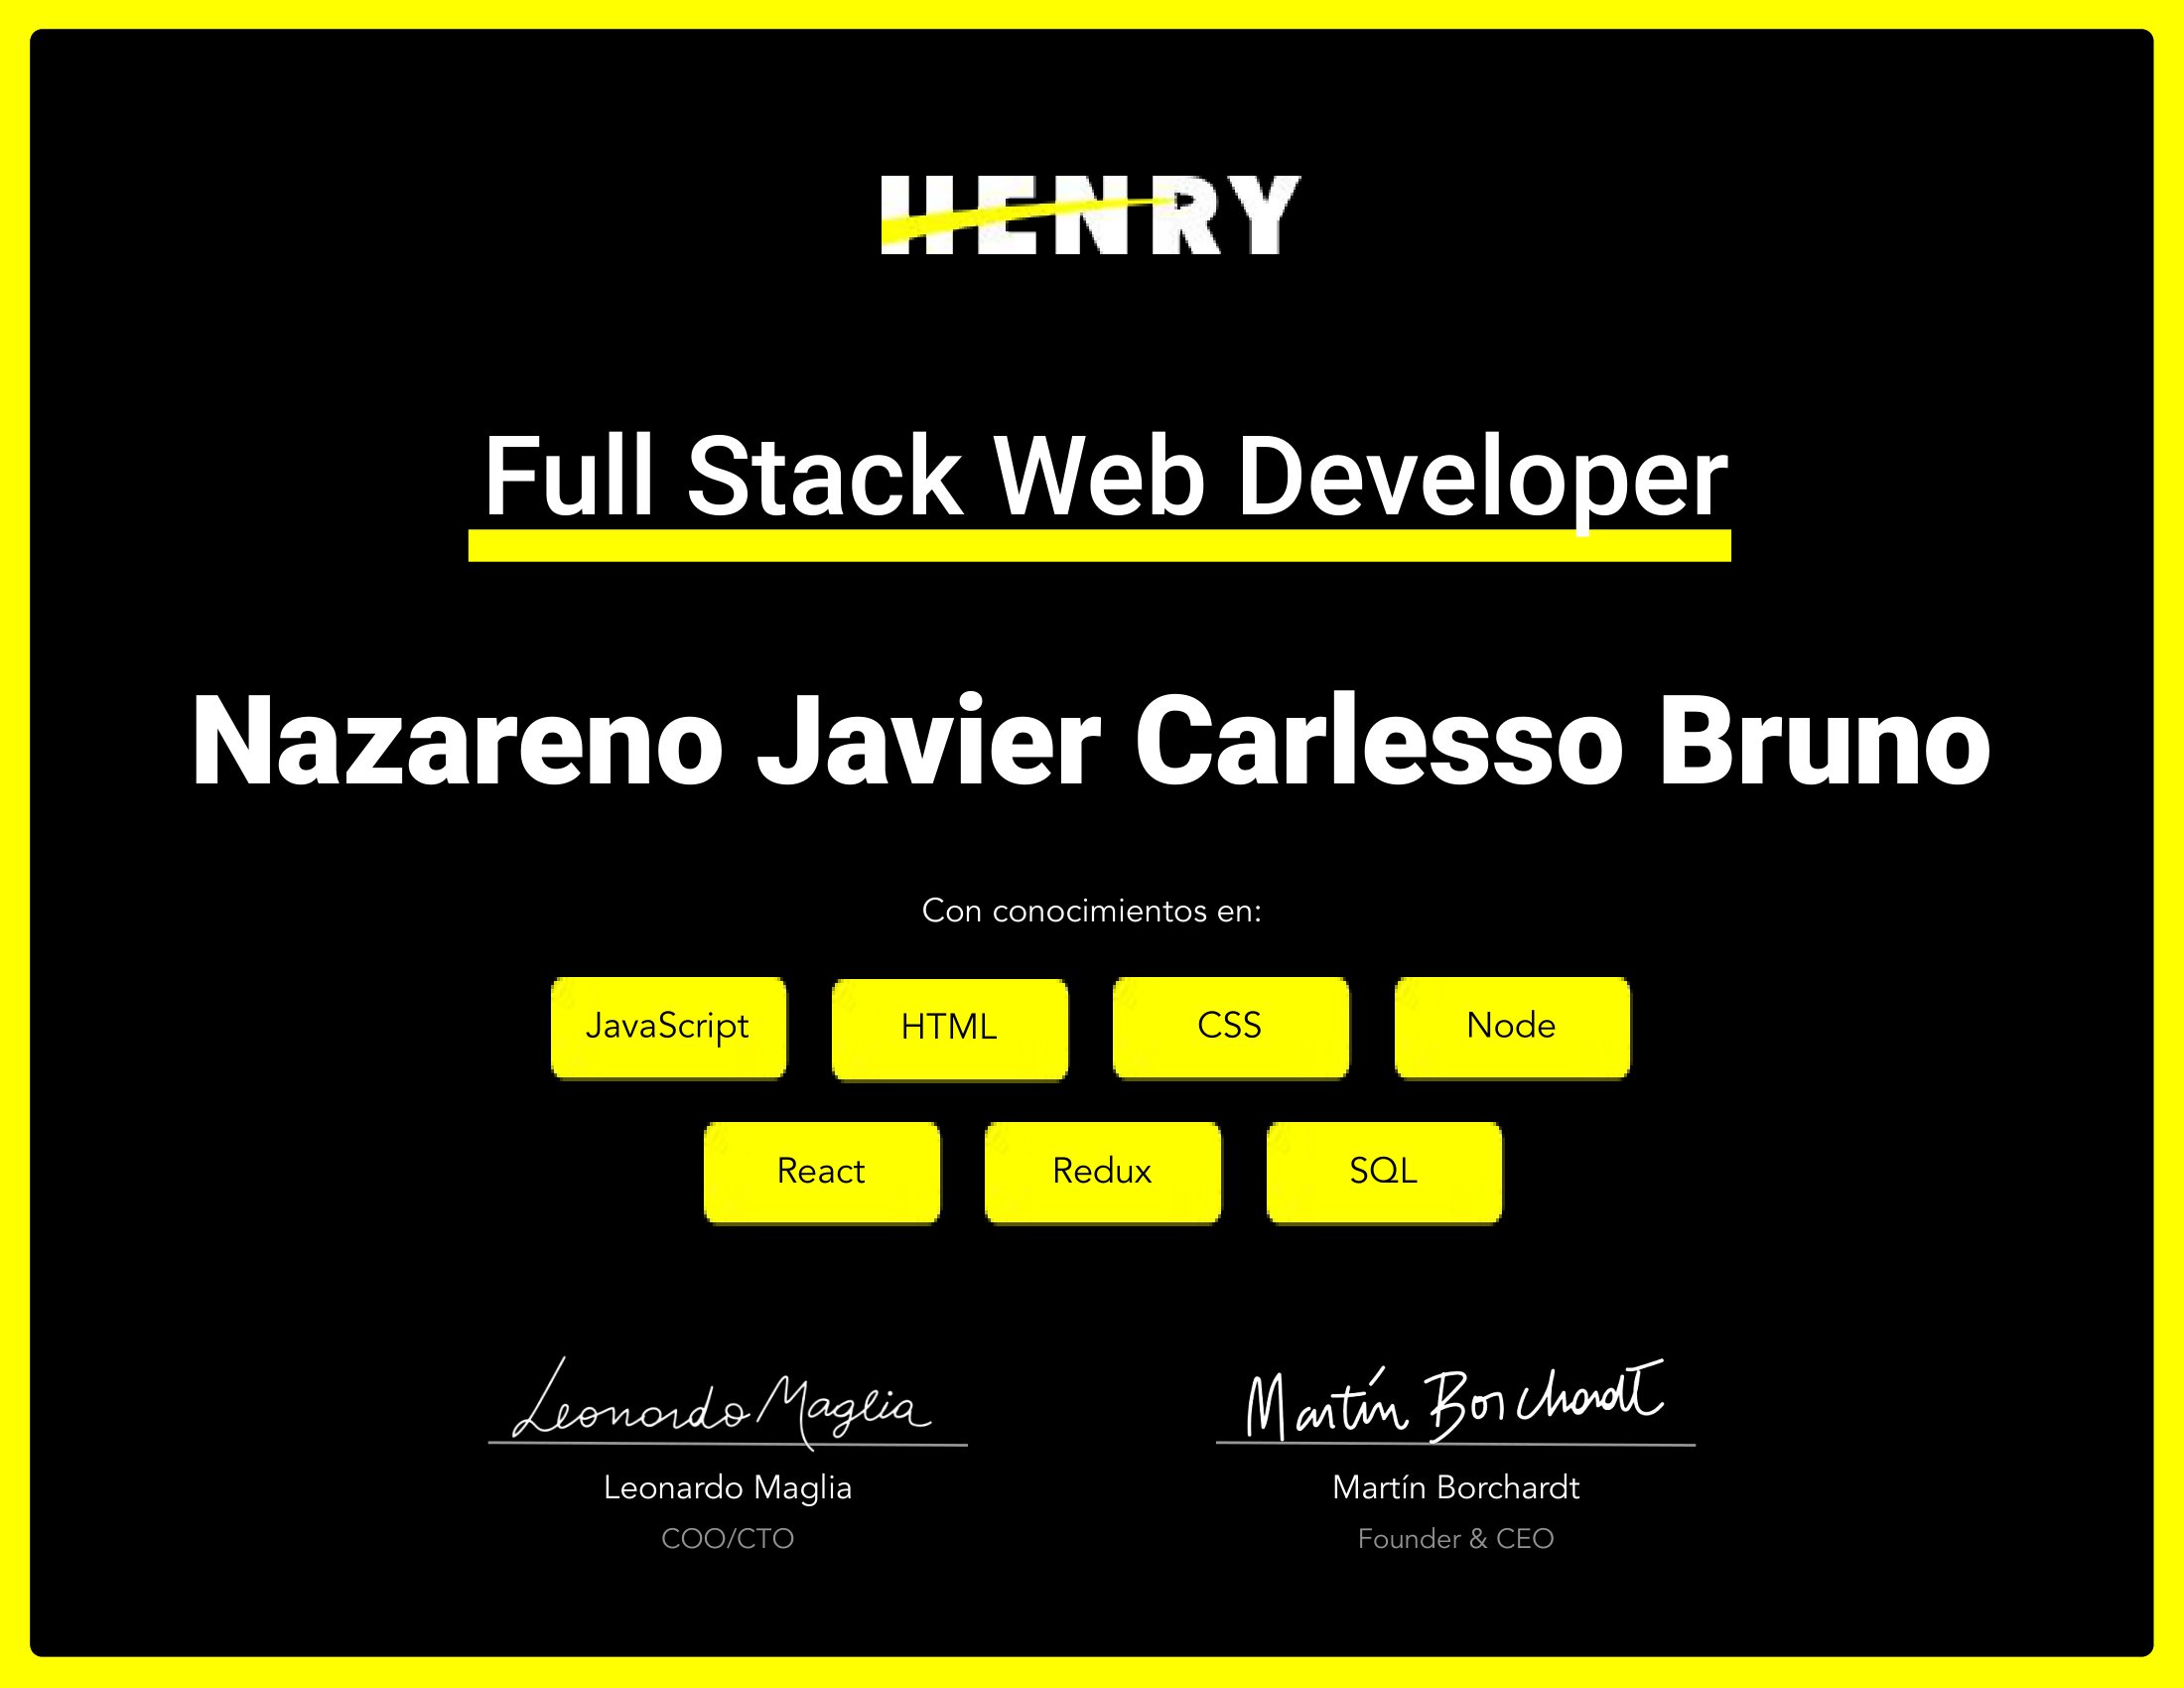 HENRY
Full Stack Web Developer
Nazareno Javier Carlesso Bruno
Con conocimientos en:
JavaScript HTML CSS Node
React Redux SQL
Leonardo Maglia Martín Borchardt
Leonardo Maglia Martín Borchardt
COO/CTO Founder & CEO